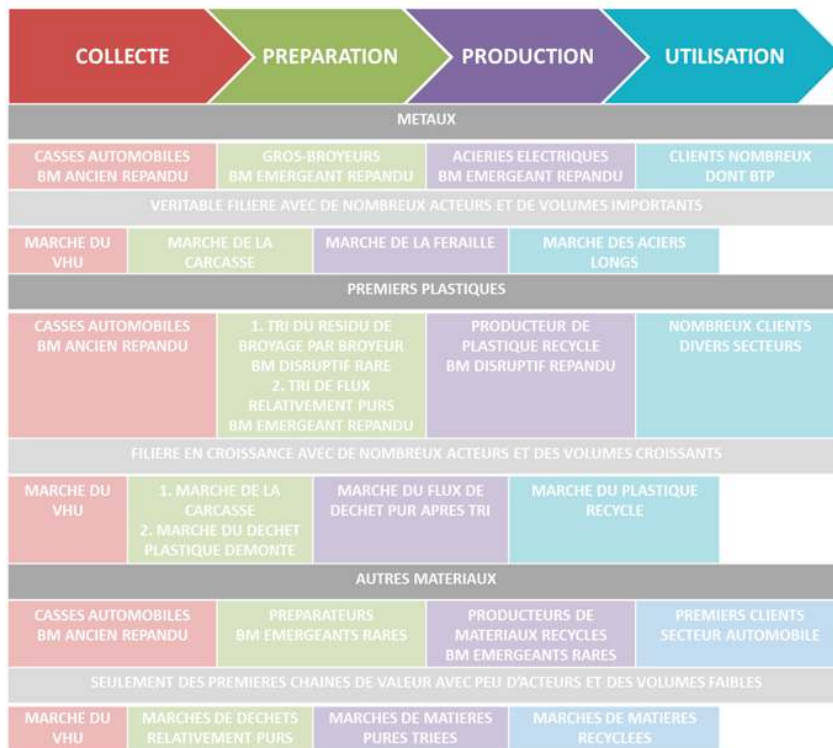 COLLECTE
PREPARATION
PRODUCTION
UTILISATION
METAUX
CASSES AUTOMOBILES
BM ANCIEN REPANDU
GROS-BROYEURS
BM EMERGEANT REPANDU
ACIERIES ELECTRIQUES
BM EMERGEANT REPANDU
CLIENTS NOMBREUX
DONT BTP
VERITABLE FILIERE AVEC DE NOMBREUX ACTEURS ET DE VOLUMES IMPORTANTS
MARCHE DU
VHU
MARCHE DE LA
CARCASSE
MARCHE DE LA FERAILLE
MARCHE DES ACIERS
LONGS
PREMIERS PLASTIQUES
CASSES AUTOMOBILES
BM ANCIEN REPANDU
1. TRI DU RESIDU DE
BROYAGE PAR BROYEUR
BM DISRUPTIF RARE
2. TRI DE FLUX
RELATIVEMENT PURS
BM EMERGEANT REPANDU
PRODUCTEUR DE
PLASTIQUE RECYCLE
BM DISRUPTIF REPANDU
NOMBREUX CLIENTS
DIVERS SECTEURS
FILIERE EN CROISSANCE AVEC DE NOMBREUX ACTEURS ET DES VOLUMES CROISSANTS
MARCHE DU
VHU
1. MARCHE DE LA
CARCASSE
2. MARCHE DU DECHET
PLASTIQUE DEMONTE
MARCHE DU FLUX DE
DECHET PUR APRES TRI
MARCHE DU PLASTIQUE
RECYCLE
AUTRES MATERIAUX
CASSES AUTOMOBILES
BM ANCIEN REPANDU
PREPARATEURS
BM EMERGEANTS RARES
PRODUCTEURS DE
MATERIAUX RECYCLES
BM EMERGEANTS RARES
PREMIERS CLIENTS
SECTEUR AUTOMOBILE
SEULEMENT DES PREMIERES CHAINES DE VALEUR AVEC PEU D'ACTEURS ET DES VOLUMES FAIBLES
MARCHE DU
VHU
MARCHES DE DECHETS
RELATIVEMENT PURS
MARCHES DE MATIERES
PURES TRIEES
MARCHES DE MATIERES
RECYCLEES